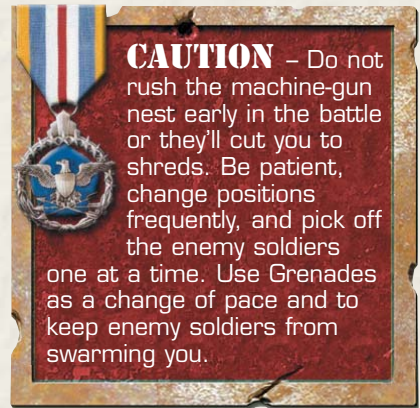 CAUTION – Do not
rush the machine-gun
nest early in the battle
or they'll cut you to
shreds. Be patient,
change positions
frequently, and pick off
the enemy soldiers
one at a time. Use Grenades
as a change of pace and to
keep enemy soldiers from
swarming you.